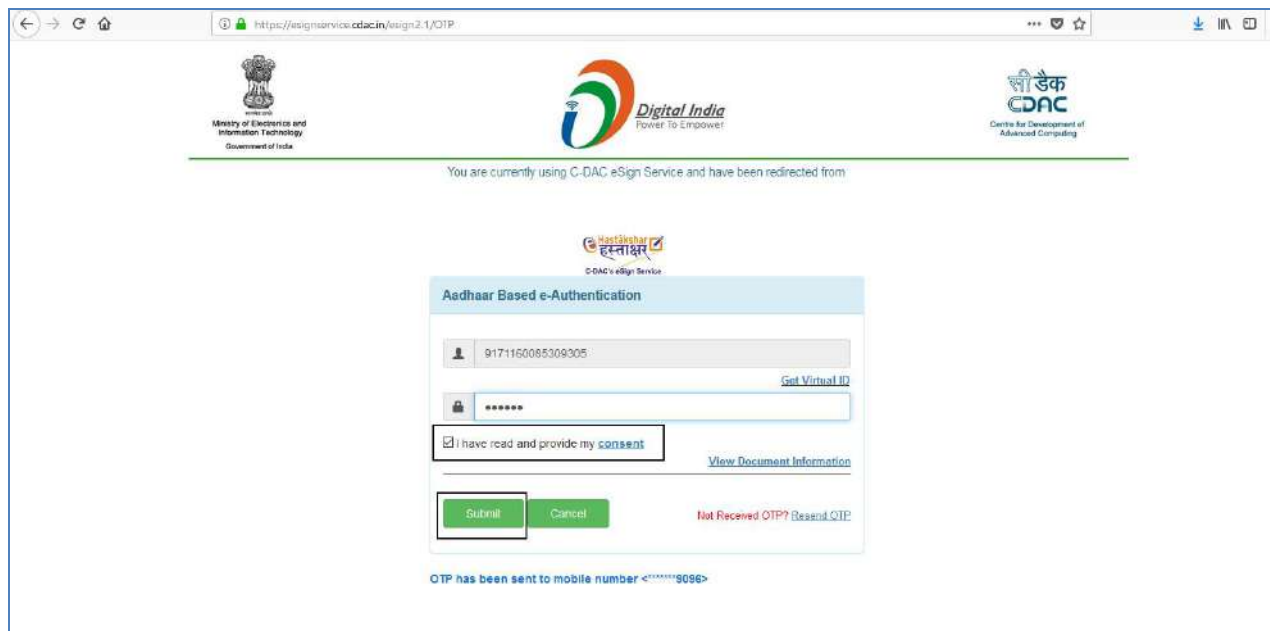 https://esignservice.cdac.in/esign2.1/OTP
Ministry of Electronics and
Information Technology
Government of India
Digital India
Power To Empower
सी डैक
CDAC
Centre for Development of
Advanced Computing
You are currently using C-DAC eSign Service and have been redirected from
eHastakshar
हस्ताक्षर
C-DAC's eSign Service
Aadhaar Based e-Authentication
9171160085309305
Get Virtual ID
••••••
I have read and provide my consent
View Document Information
Submit Cancel Not Received OTP? Resend OTP
OTP has been sent to mobile number <*******9096>